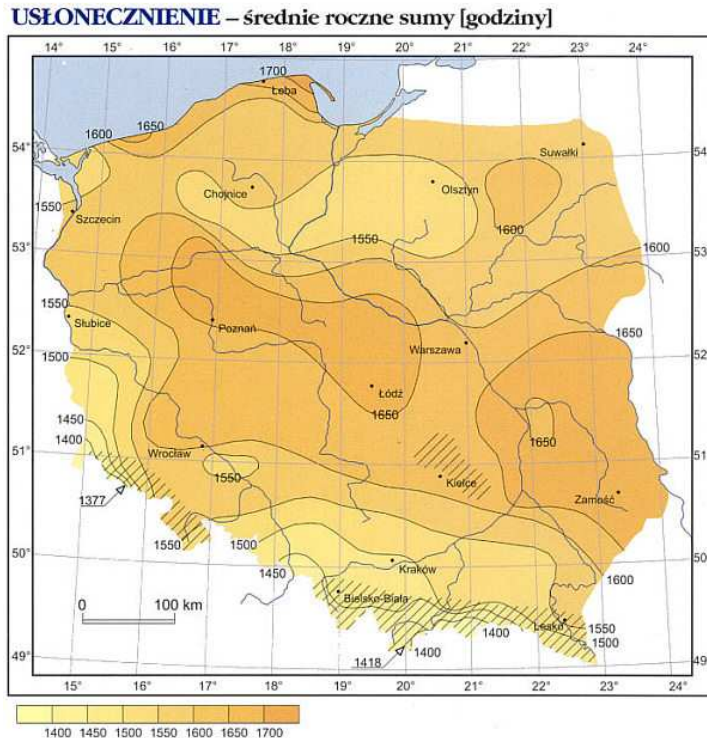 USŁONECZNIENIE – średnie roczne sumy [godziny]
14° 15° 16° 17° 18° 19° 20° 21° 22° 23° 24°
1700
Łeba
1650
1600
54° 54
Suwałki
Chojnice
Olsztyn
1550
Szczecin
1600
1550
53° 53
1600
1550
Słubice
Poznań
1650
Warszawa
52° 52
1500
Łódź
1650
1450
1650
1400
51° 51
Wrocław
1550
Kielce
1377
Zamość
1550
1500
50° 50
1450
Kraków
1600
0 100 km
Bielsko-Biała
Lesko
1550
1500
1400
1400
49° 49
1418
15° 16° 17° 18° 19° 20° 21° 22° 23°
1400 1450 1500 1550 1600 1650 1700